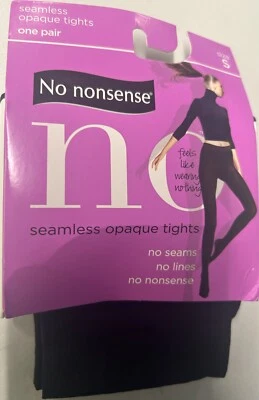 seamless
opaque tights
one pair
S
No nonsense®
no
feels
like
wearing
nothing
seamless opaque tights
no seams
no lines
no nonsense